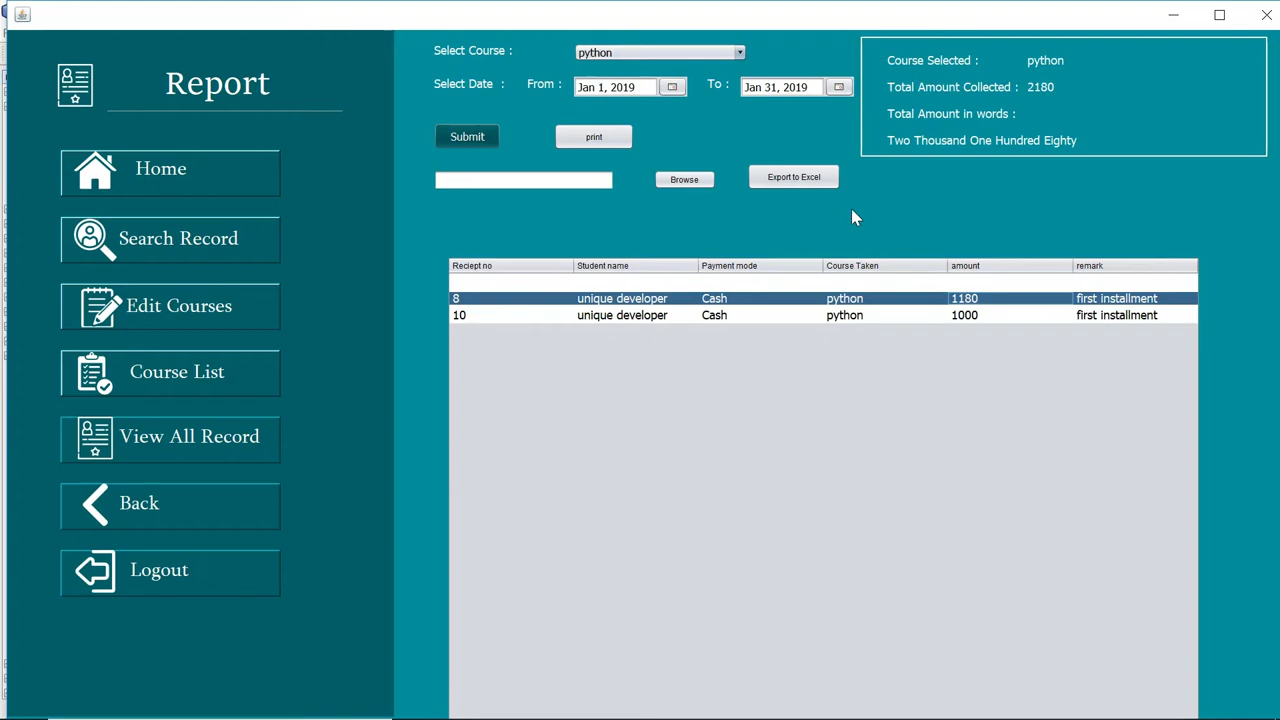 Report
Home
Search Record
Edit Courses
Course List
View All Record
Back
Logout
Select Course :
python
Select Date : From : Jan 1, 2019 To : Jan 31, 2019
Submit print
Browse Export to Excel
Course Selected : python
Total Amount Collected : 2180
Total Amount in words :
Two Thousand One Hundred Eighty
Reciept no Student name Payment mode Course Taken amount remark
8 unique developer Cash python 1180 first installment
10 unique developer Cash python 1000 first installment